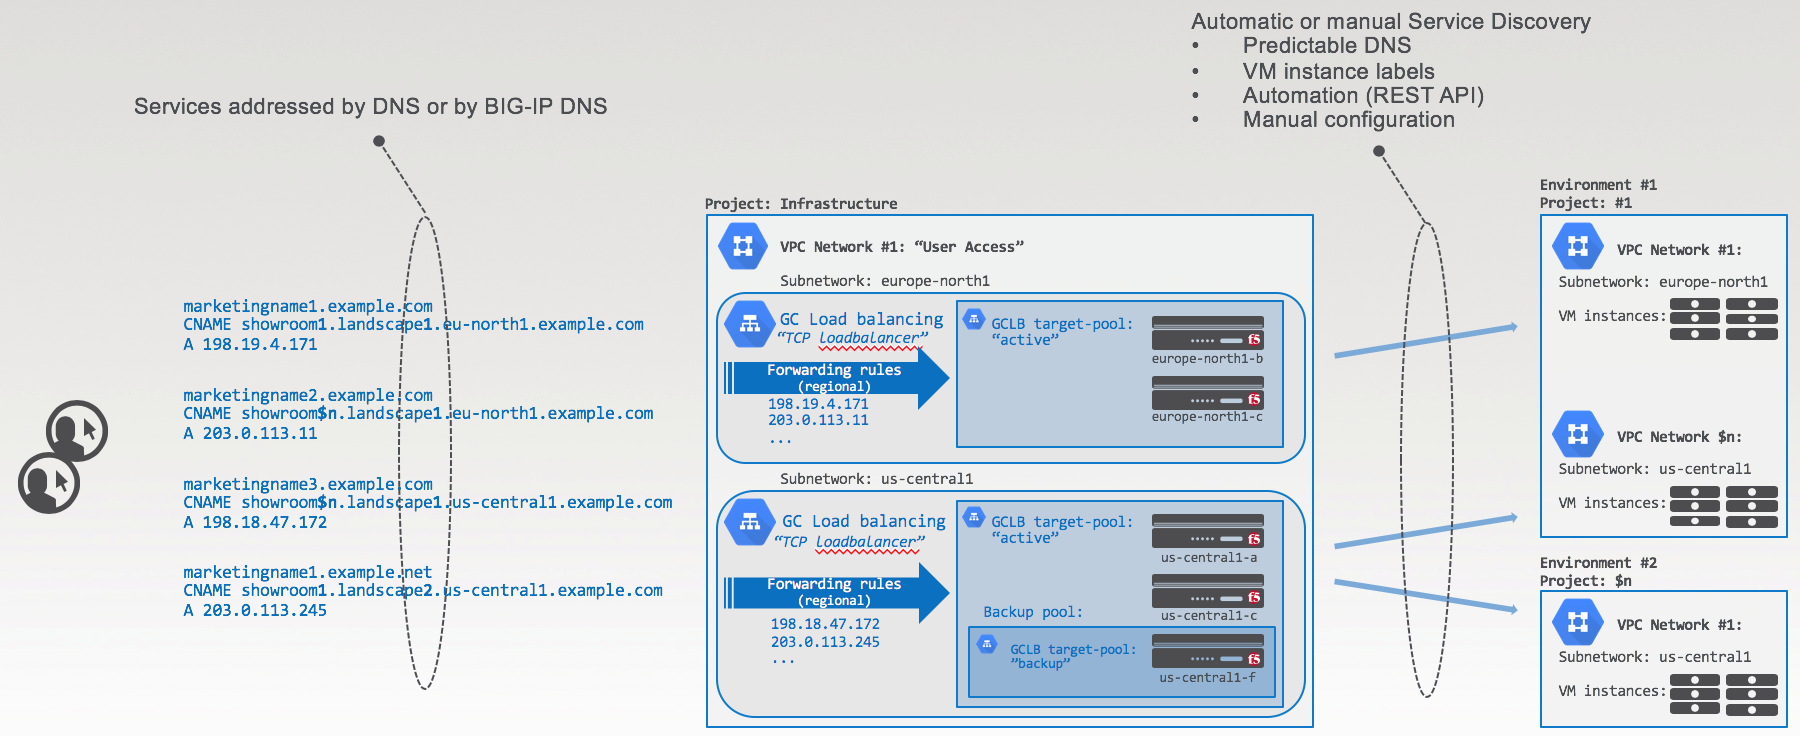 Automatic or manual Service Discovery
• Predictable DNS
• VM instance labels
• Automation (REST API)
• Manual configuration
Services addressed by DNS or by BIG-IP DNS
marketingname1.example.com
CNAME showroom1.landscape1.eu-north1.example.com
A 198.19.4.171
marketingname2.example.com
CNAME showroom$n.landscape1.eu-north1.example.com
A 203.0.113.11
marketingname3.example.com
CNAME showroom$n.landscape1.us-central1.example.com
A 198.18.47.172
marketingname1.example.net
CNAME showroom1.landscape2.us-central1.example.com
A 203.0.113.245
Project: Infrastructure
VPC Network #1: “User Access”
Subnetwork: europe-north1
GC Load balancing
“TCP loadbalancer”
Forwarding rules
(regional)
198.19.4.171
203.0.113.11
...
GCLB target-pool:
“active”
f5
europe-north1-b
f5
europe-north1-c
Subnetwork: us-central1
GC Load balancing
“TCP loadbalancer”
Forwarding rules
(regional)
198.18.47.172
203.0.113.245
...
GCLB target-pool:
“active”
f5
us-central1-a
f5
us-central1-c
Backup pool:
GCLB target-pool:
”backup”
f5
us-central1-f
Environment #1
Project: #1
VPC Network #1:
Subnetwork: europe-north1
VM instances:
VPC Network $n:
Subnetwork: us-central1
VM instances:
Environment #2
Project: $n
VPC Network #1:
Subnetwork: us-central1
VM instances: